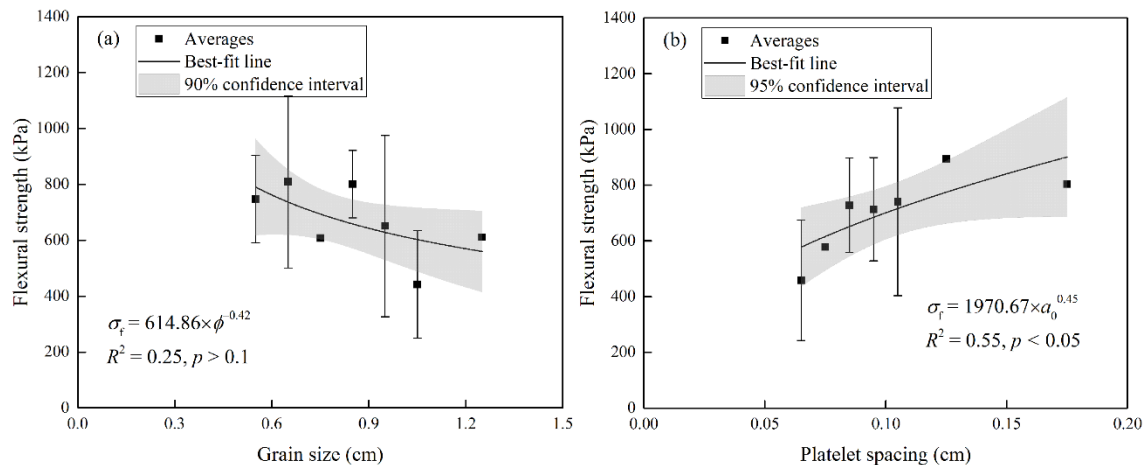 (a)
Averages
Best-fit line
90% confidence interval
Flexural strength (kPa)
1400
1200
1000
800
600
400
200
0
σf = 614.86×ϕ^−0.42
R² = 0.25, p > 0.1
0.0 0.3 0.6 0.9 1.2 1.5
Grain size (cm)
(b)
Averages
Best-fit line
95% confidence interval
Flexural strength (kPa)
1400
1200
1000
800
600
400
200
0
σf = 1970.67×a₀^0.45
R² = 0.55, p < 0.05
0.00 0.05 0.10 0.15 0.20
Platelet spacing (cm)